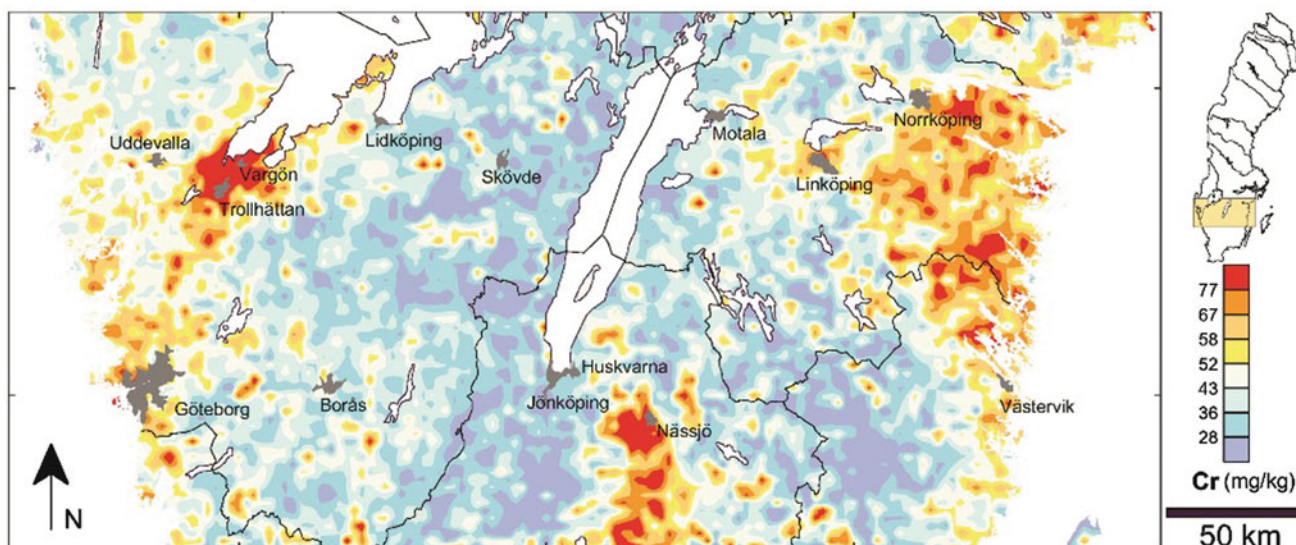 Uddevalla
Vargön
Trollhättan
Lidköping
Skövde
Motala
Norrköping
Linköping
Göteborg
Borås
Huskvarna
Jönköping
Nässjö
Västervik
N
77
67
58
52
43
36
28
Cr (mg/kg)
50 km